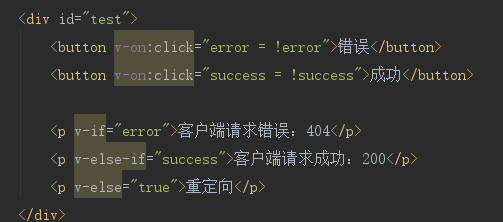 <div id="test">
<button v-on:click="error = !error">错误</button>
<button v-on:click="success = !success">成功</button>
<p v-if="error">客户端请求错误：404</p>
<p v-else-if="success">客户端请求成功：200</p>
<p v-else="true">重定向</p>
</div>